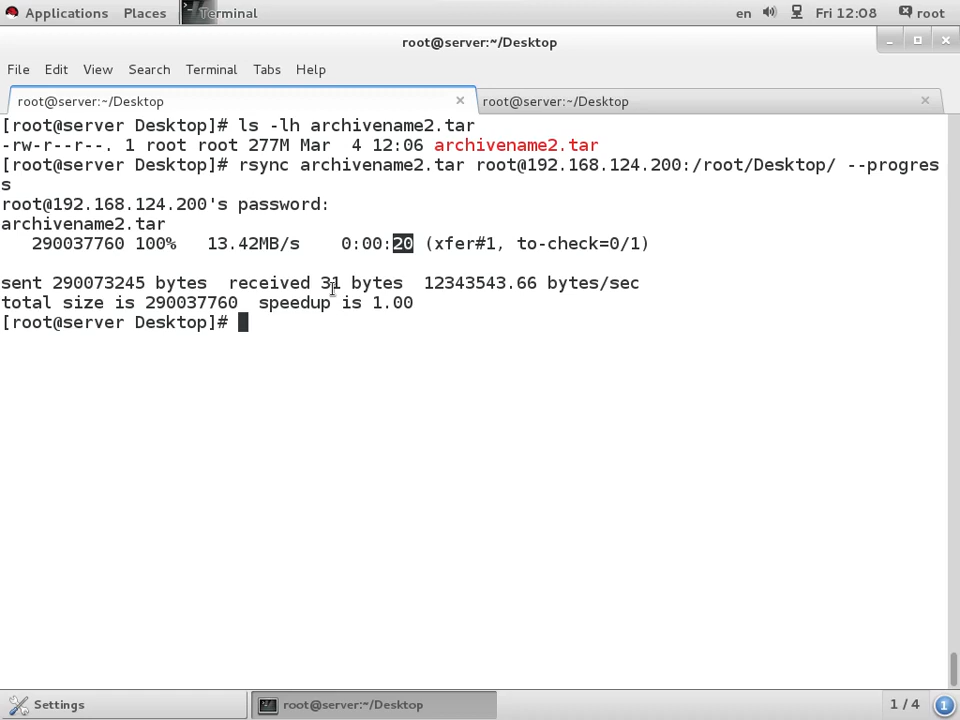 Applications Places Terminal en Fri 12:08 root
root@server:~/Desktop
File Edit View Search Terminal Tabs Help
root@server:~/Desktop root@server:~/Desktop
[root@server Desktop]# ls -lh archivename2.tar
-rw-r--r--. 1 root root 277M Mar  4 12:06 archivename2.tar
[root@server Desktop]# rsync archivename2.tar root@192.168.124.200:/root/Desktop/ --progres
s
root@192.168.124.200's password:
archivename2.tar
290037760 100%   13.42MB/s    0:00:20 (xfer#1, to-check=0/1)
sent 290073245 bytes  received 31 bytes  12343543.66 bytes/sec
total size is 290037760  speedup is 1.00
[root@server Desktop]#
Settings root@server:~/Desktop 1 / 4 1